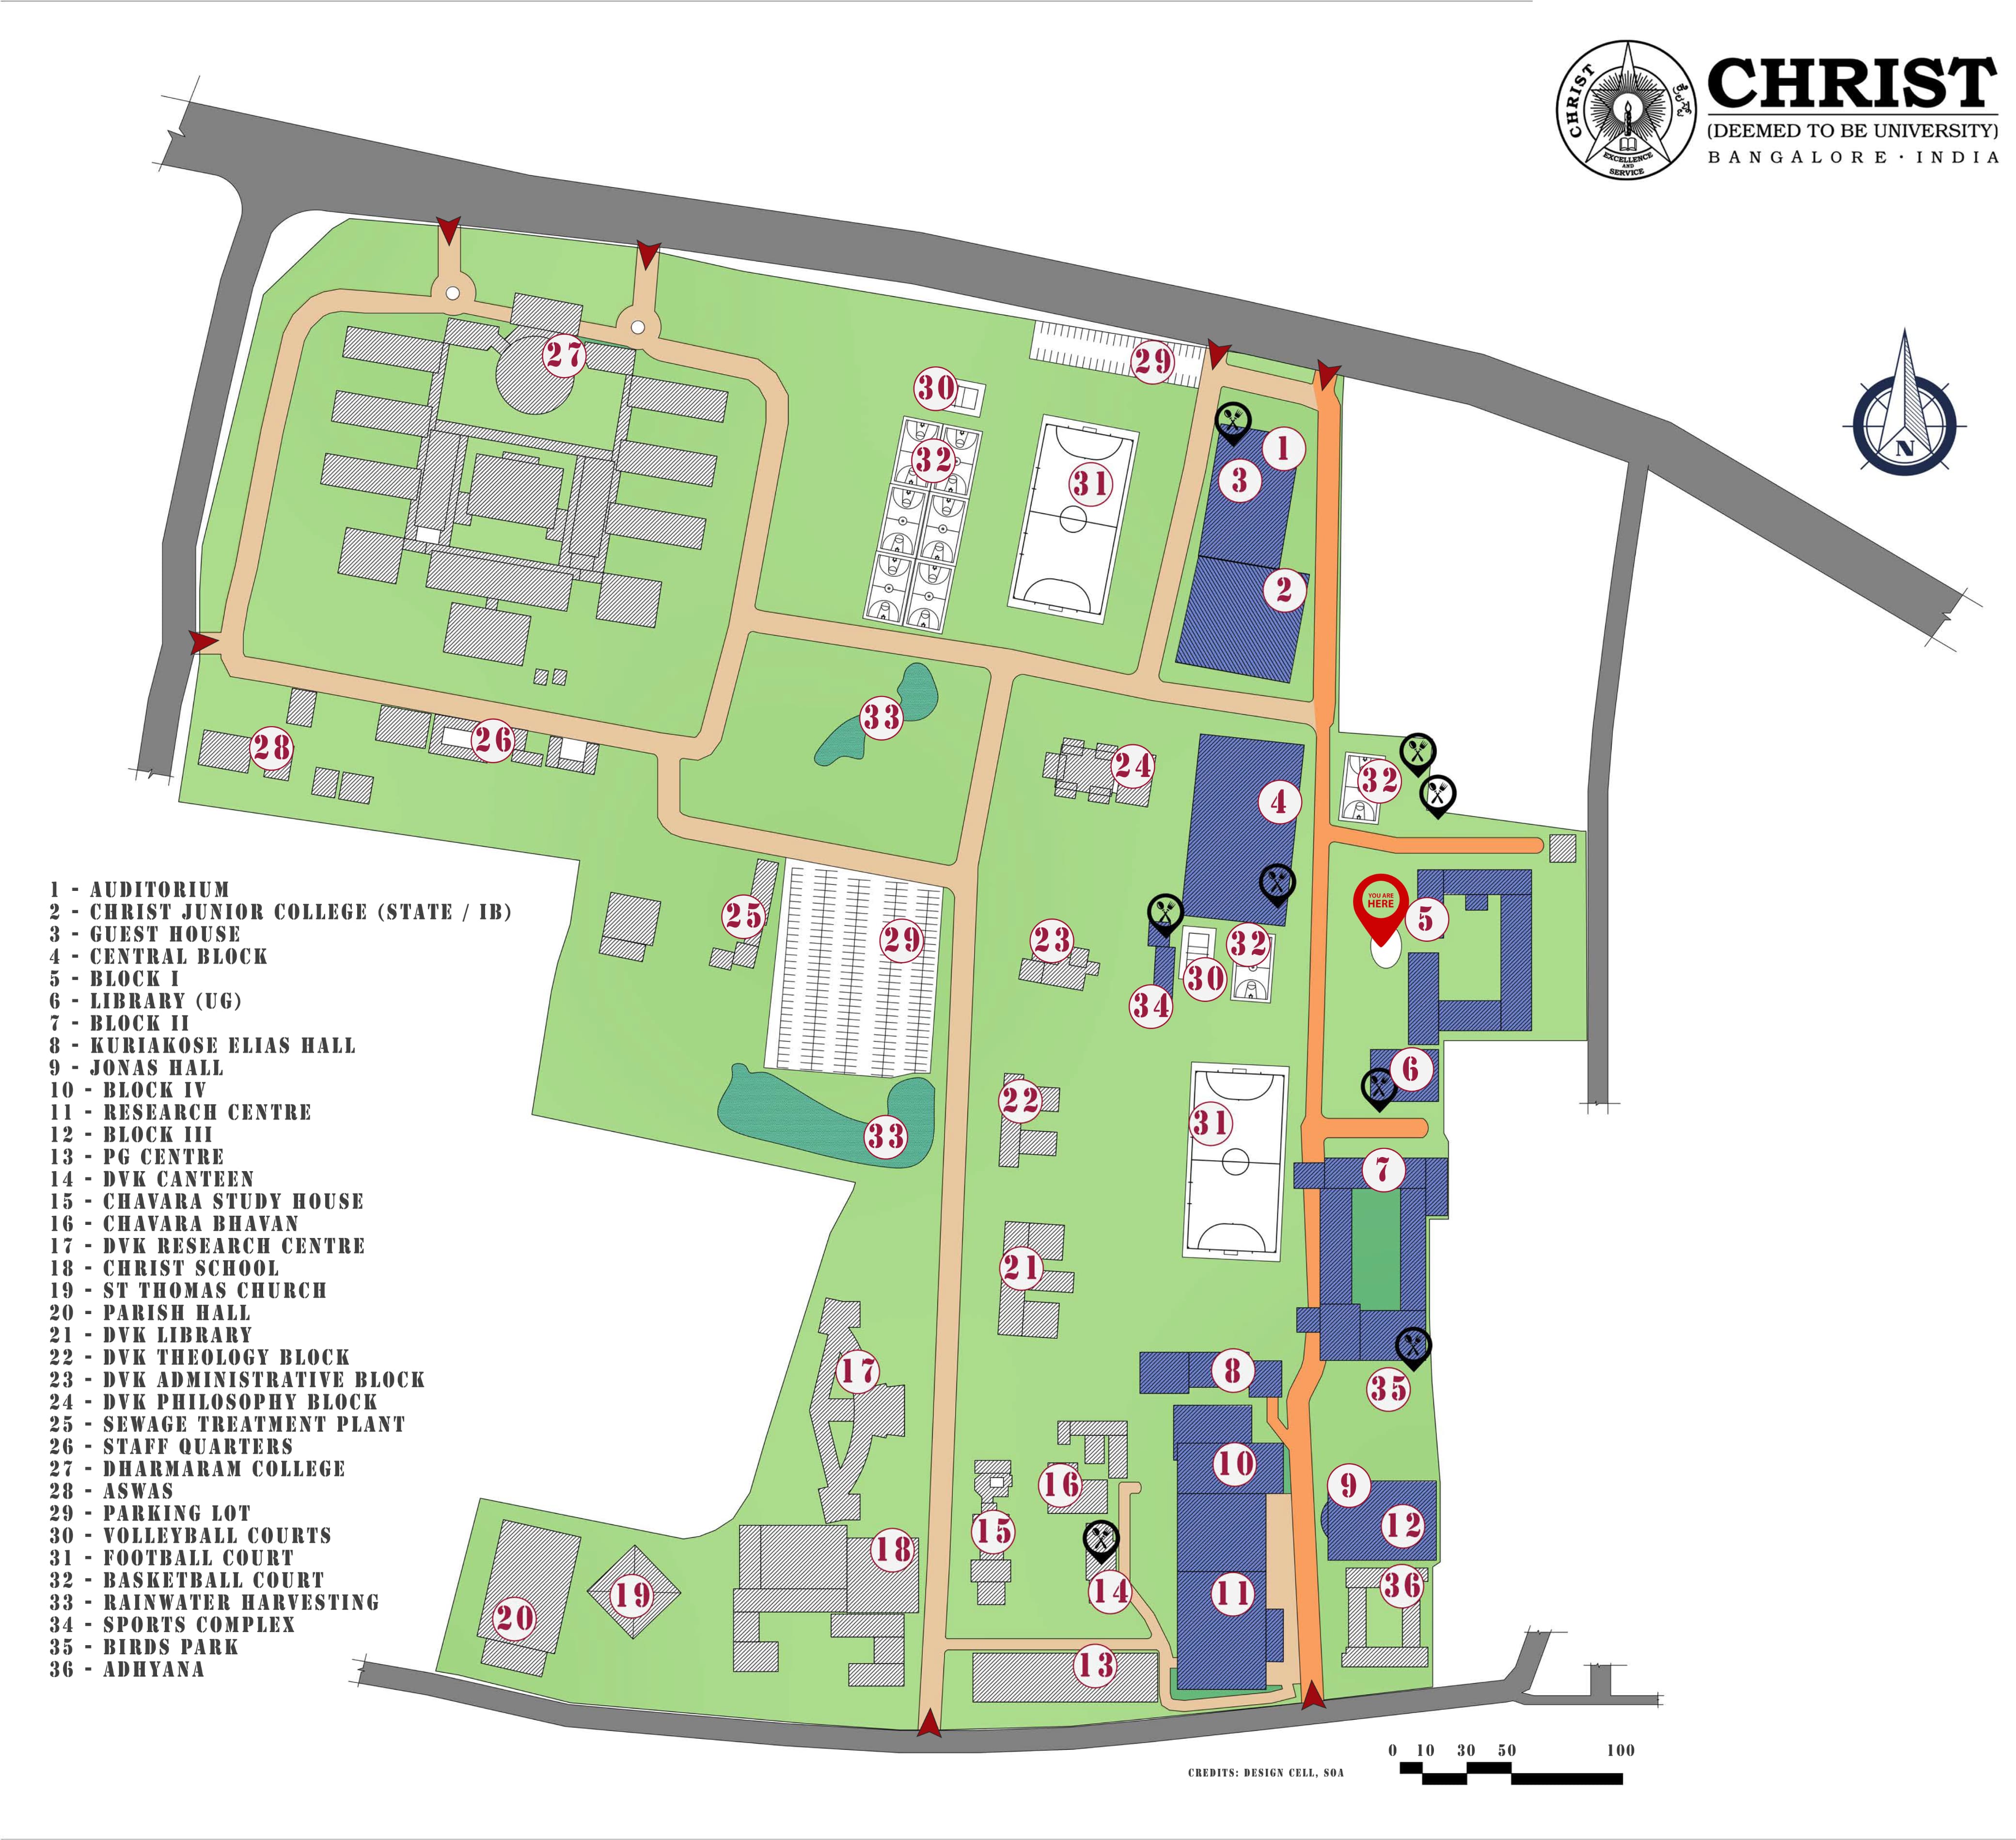 CHRIST
(DEEMED TO BE UNIVERSITY)
BANGALORE · INDIA
CHRIST
EXCELLENCE
AND
SERVICE
N
27
29
30
32
31
1
3
2
33
28
26
24
4
32
25
29
23
32
30
34
YOU ARE
HERE
5
6
22
31
33
7
21
17
8
35
10
16
9
12
15
18
14
11
36
19
20
13
1 - AUDITORIUM
2 - CHRIST JUNIOR COLLEGE (STATE / IB)
3 - GUEST HOUSE
4 - CENTRAL BLOCK
5 - BLOCK I
6 - LIBRARY (UG)
7 - BLOCK II
8 - KURIAKOSE ELIAS HALL
9 - JONAS HALL
10 - BLOCK IV
11 - RESEARCH CENTRE
12 - BLOCK III
13 - PG CENTRE
14 - DVK CANTEEN
15 - CHAVARA STUDY HOUSE
16 - CHAVARA BHAVAN
17 - DVK RESEARCH CENTRE
18 - CHRIST SCHOOL
19 - ST THOMAS CHURCH
20 - PARISH HALL
21 - DVK LIBRARY
22 - DVK THEOLOGY BLOCK
23 - DVK ADMINISTRATIVE BLOCK
24 - DVK PHILOSOPHY BLOCK
25 - SEWAGE TREATMENT PLANT
26 - STAFF QUARTERS
27 - DHARMARAM COLLEGE
28 - ASWAS
29 - PARKING LOT
30 - VOLLEYBALL COURTS
31 - FOOTBALL COURT
32 - BASKETBALL COURT
33 - RAINWATER HARVESTING
34 - SPORTS COMPLEX
35 - BIRDS PARK
36 - ADHYANA
0 10 30 50 100
CREDITS: DESIGN CELL, SOA